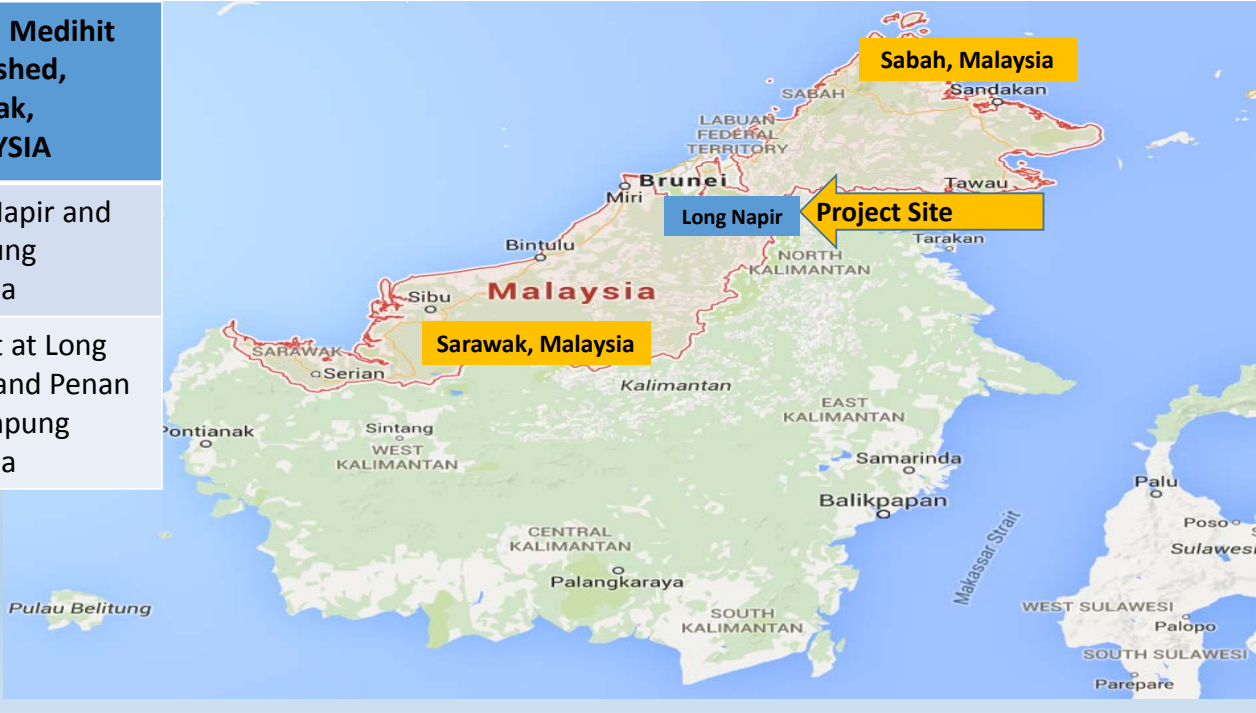 Medihit
shed,
ak,
YSIA
apir and
ung
a
t at Long
and Penan
pung
a
Sabah, Malaysia
Sandakan
SABAH
LABUAN
FEDERAL
TERRITORY
Brunei
Miri
Tawau
Long Napir
Project Site
Tarakan
Bintulu
NORTH
KALIMANTAN
Sibu
Malaysia
Sarawak, Malaysia
SARAWAK
Serian
Kalimantan
EAST
KALIMANTAN
Pontianak
Sintang
WEST
KALIMANTAN
Samarinda
Balikpapan
Palu
Poso
Sulawesi
Makassar Strait
CENTRAL
KALIMANTAN
Palangkaraya
Pulau Belitung
SOUTH
KALIMANTAN
WEST SULAWESI
Palopo
SOUTH SULAWESI
Parepare